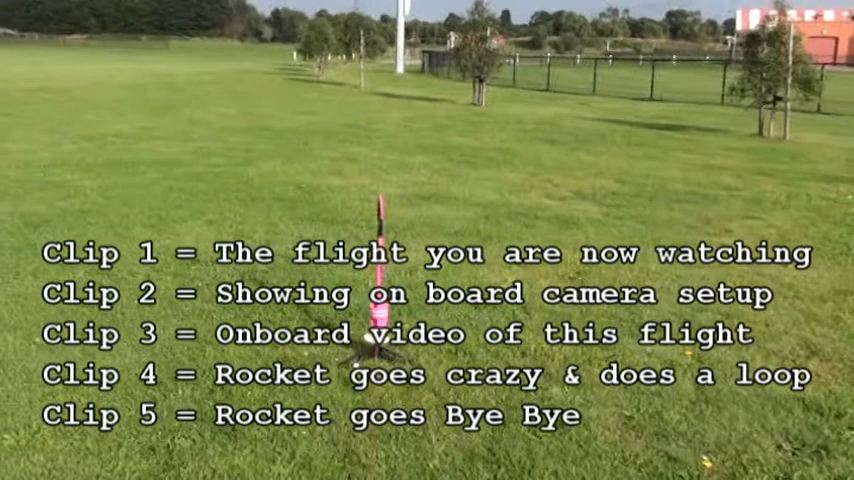 Clip 1 = The flight you are now watching
Clip 2 = Showing on board camera setup
Clip 3 = Onboard video of this flight
Clip 4 = Rocket goes crazy & does a loop
Clip 5 = Rocket goes Bye Bye